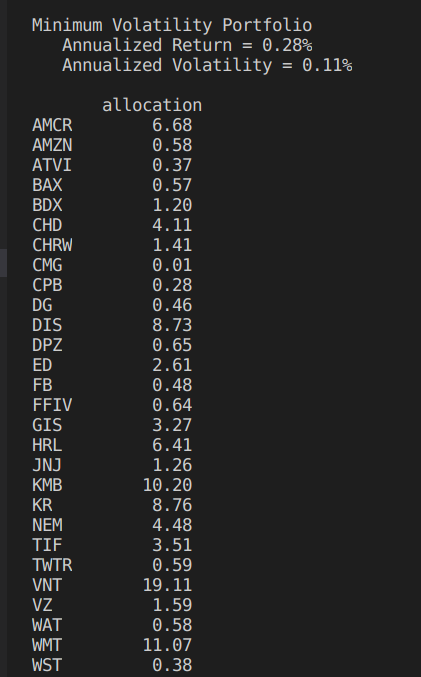 Minimum Volatility Portfolio
Annualized Return = 0.28%
Annualized Volatility = 0.11%
allocation
AMCR 6.68
AMZN 0.58
ATVI 0.37
BAX 0.57
BDX 1.20
CHD 4.11
CHRW 1.41
CMG 0.01
CPB 0.28
DG 0.46
DIS 8.73
DPZ 0.65
ED 2.61
FB 0.48
FFIV 0.64
GIS 3.27
HRL 6.41
JNJ 1.26
KMB 10.20
KR 8.76
NEM 4.48
TIF 3.51
TWTR 0.59
VNT 19.11
VZ 1.59
WAT 0.58
WMT 11.07
WST 0.38